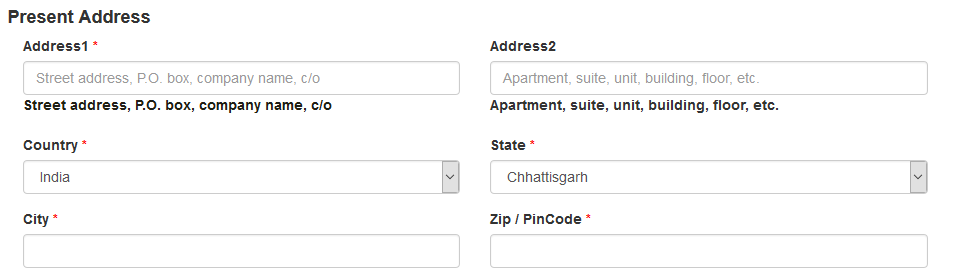 Present Address
Address1 * Address2
Street address, P.O. box, company name, c/o Apartment, suite, unit, building, floor, etc.
Street address, P.O. box, company name, c/o Apartment, suite, unit, building, floor, etc.
Country * State *
India Chhattisgarh
City * Zip / PinCode *